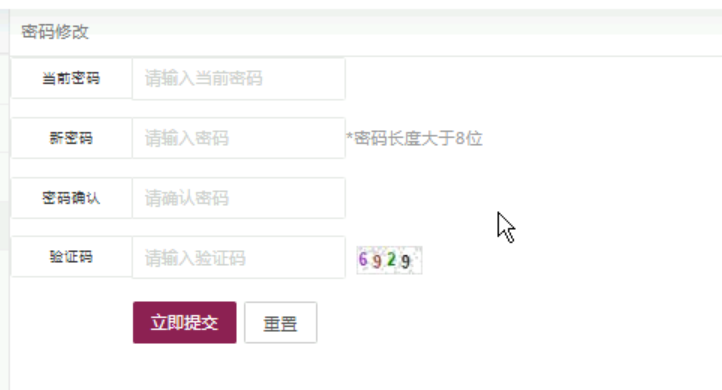 密码修改
当前密码 请输入当前密码
新密码 请输入密码 *密码长度大于8位
密码确认 请确认密码
验证码 请输入验证码 6929
立即提交 重置